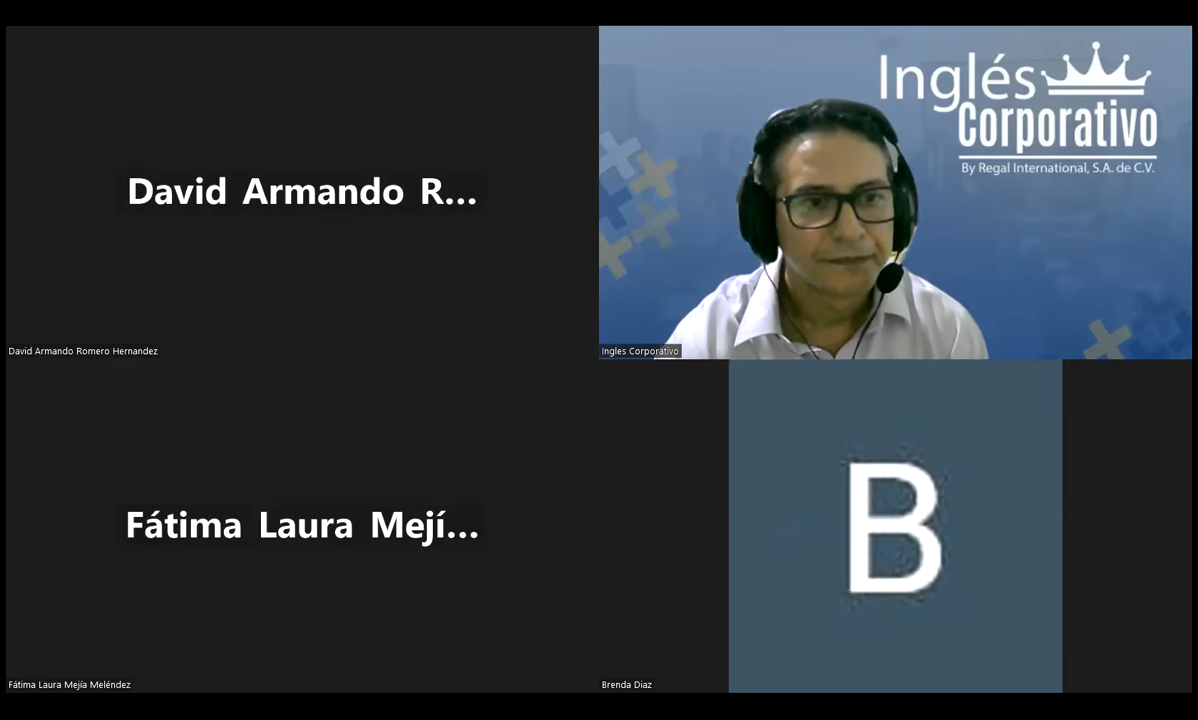 David Armando R...
David Armando Romero Hernandez
Inglés
Corporativo
By Regal International, S.A. de C.V.
Ingles Corporativo
Fátima Laura Mejí...
Fátima Laura Mejía Meléndez
B
Brenda Diaz